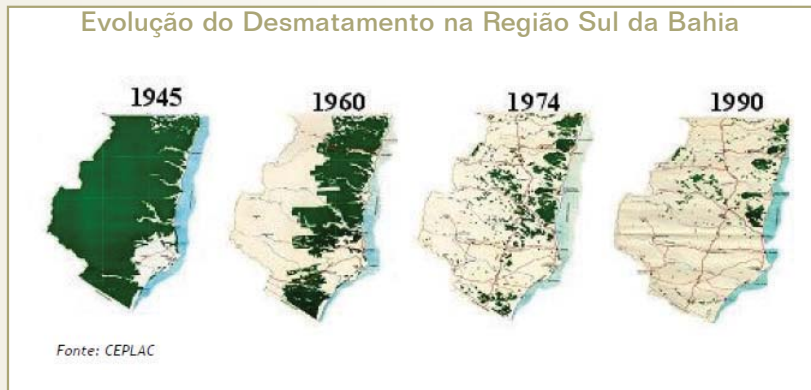 Evolução do Desmatamento na Região Sul da Bahia
1945
1960
1974
1990
Fonte: CEPLAC